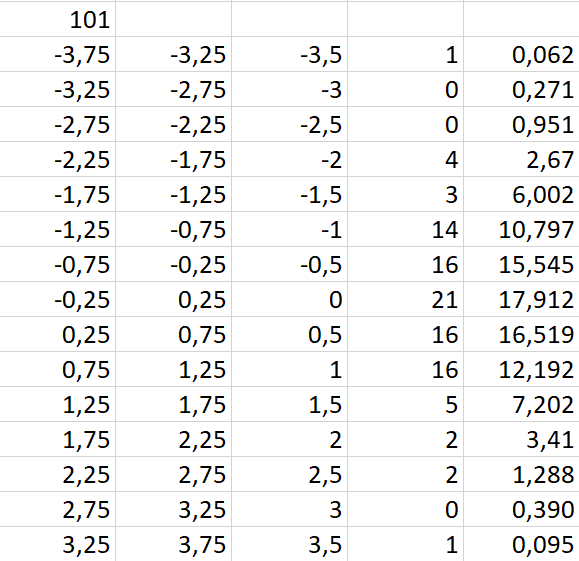 101
-3,75 -3,25 -3,5 1 0,062
-3,25 -2,75 -3 0 0,271
-2,75 -2,25 -2,5 0 0,951
-2,25 -1,75 -2 4 2,67
-1,75 -1,25 -1,5 3 6,002
-1,25 -0,75 -1 14 10,797
-0,75 -0,25 -0,5 16 15,545
-0,25 0,25 0 21 17,912
0,25 0,75 0,5 16 16,519
0,75 1,25 1 16 12,192
1,25 1,75 1,5 5 7,202
1,75 2,25 2 2 3,41
2,25 2,75 2,5 2 1,288
2,75 3,25 3 0 0,390
3,25 3,75 3,5 1 0,095